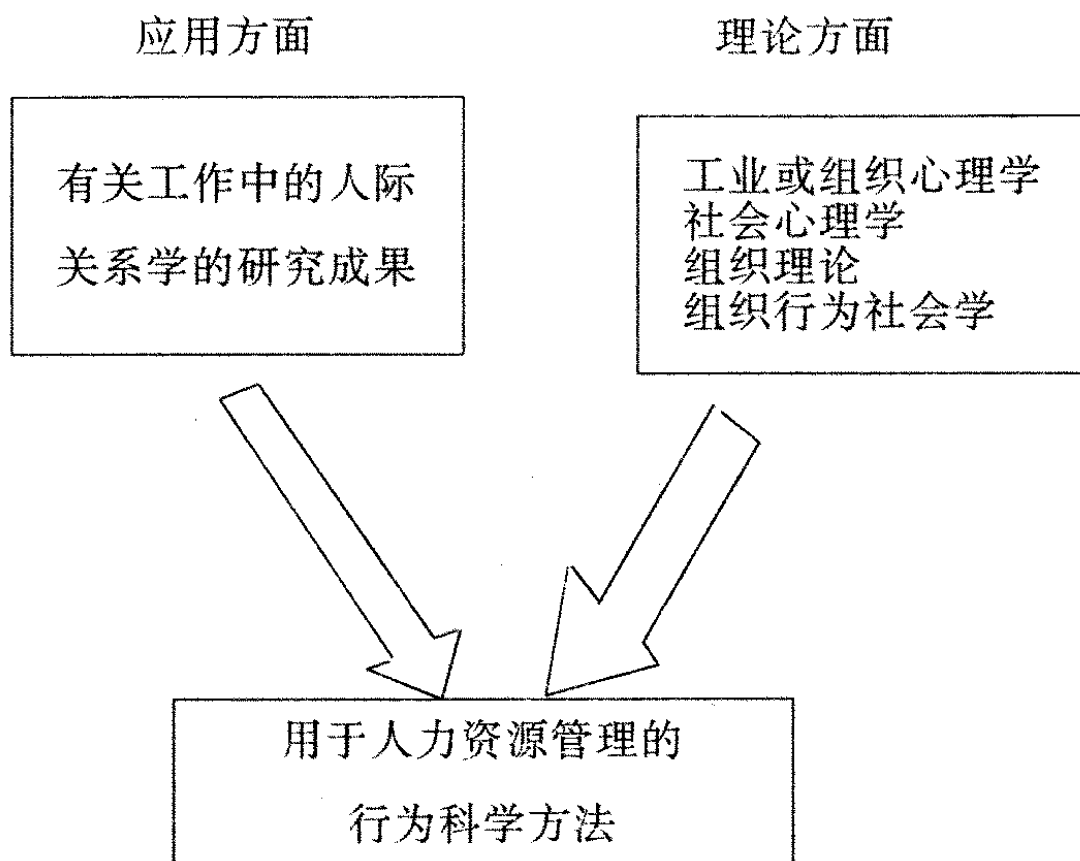 应用方面
理论方面
有关工作中的人际
关系学的研究成果
工业或组织心理学
社会心理学
组织理论
组织行为社会学
用于人力资源管理的
行为科学方法